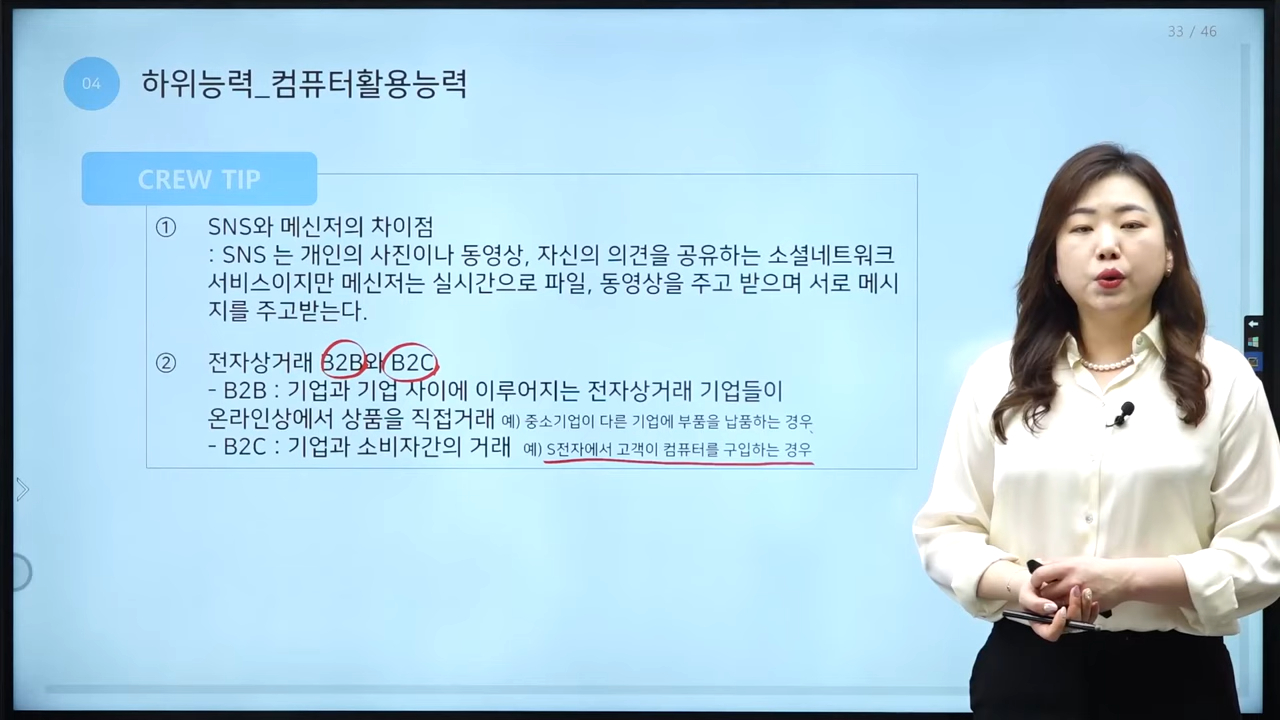 33 / 46
04
하위능력_컴퓨터활용능력
CREW TIP
① SNS와 메신저의 차이점
: SNS 는 개인의 사진이나 동영상, 자신의 의견을 공유하는 소셜네트워크
서비스이지만 메신저는 실시간으로 파일, 동영상을 주고 받으며 서로 메시
지를 주고받는다.
② 전자상거래 B2B와 B2C
- B2B : 기업과 기업 사이에 이루어지는 전자상거래 기업들이
온라인상에서 상품을 직접거래 예) 중소기업이 다른 기업에 부품을 납품하는 경우
- B2C : 기업과 소비자간의 거래 예) S전자에서 고객이 컴퓨터를 구입하는 경우